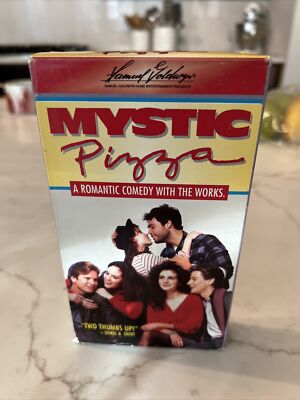 Samuel Goldwyn
SAMUEL GOLDWYN HOME ENTERTAINMENT PRESENTS
MYSTIC
Pizza
A ROMANTIC COMEDY WITH THE WORKS.
"TWO THUMBS UP!"
– SISKEL & EBERT